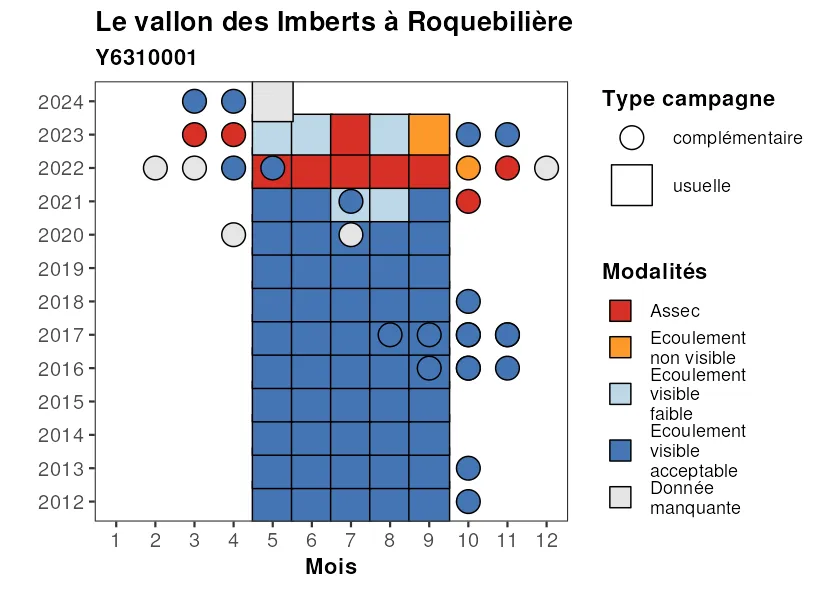 Le vallon des Imberts à Roquebilière
Y6310001
2024
2023
2022
2021
2020
2019
2018
2017
2016
2015
2014
2013
2012
1 2 3 4 5 6 7 8 9 10 11 12
Mois
Type campagne
complémentaire
usuelle
Modalités
Assec
Ecoulement
non visible
Ecoulement
visible
faible
Ecoulement
visible
acceptable
Donnée
manquante